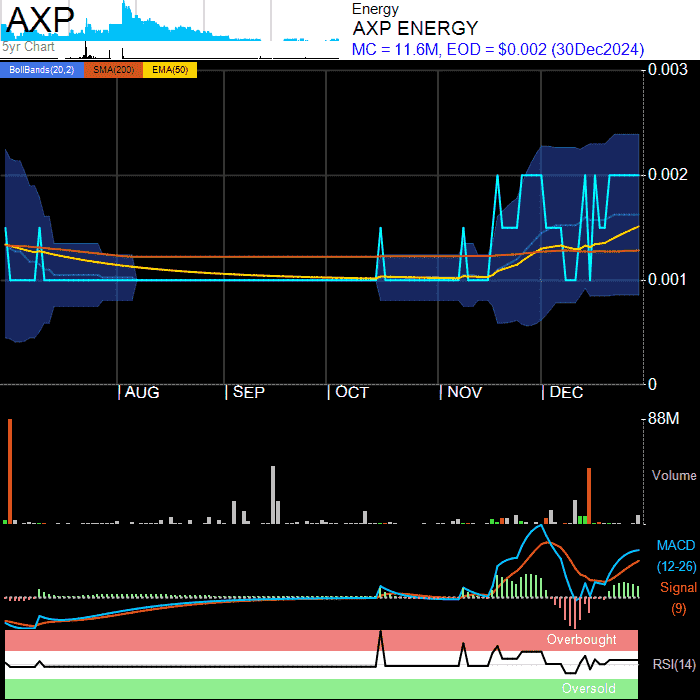 AXP
5yr Chart
Energy
AXP ENERGY
MC = 11.6M, EOD = $0.002 (30Dec2024)
BollBands(20,2) SMA(200) EMA(50)
0.003
0.002
0.001
0
AUG SEP OCT NOV DEC
88M
Volume
MACD
(12-26)
Signal
(9)
Overbought
RSI(14)
Oversold